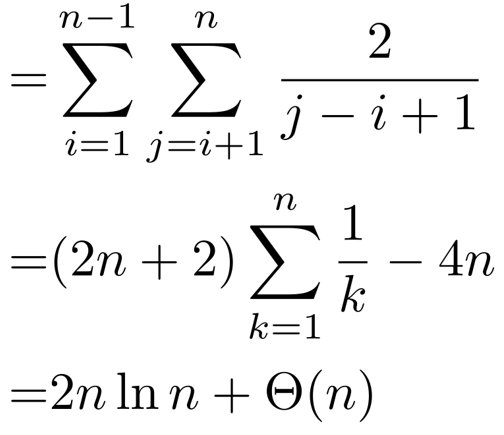 = \sum_{i=1}^{n-1} \sum_{j=i+1}^{n} \frac{2}{j-i+1}
=(2n+2) \sum_{k=1}^{n} \frac{1}{k} - 4n
=2n \ln n + \Theta(n)